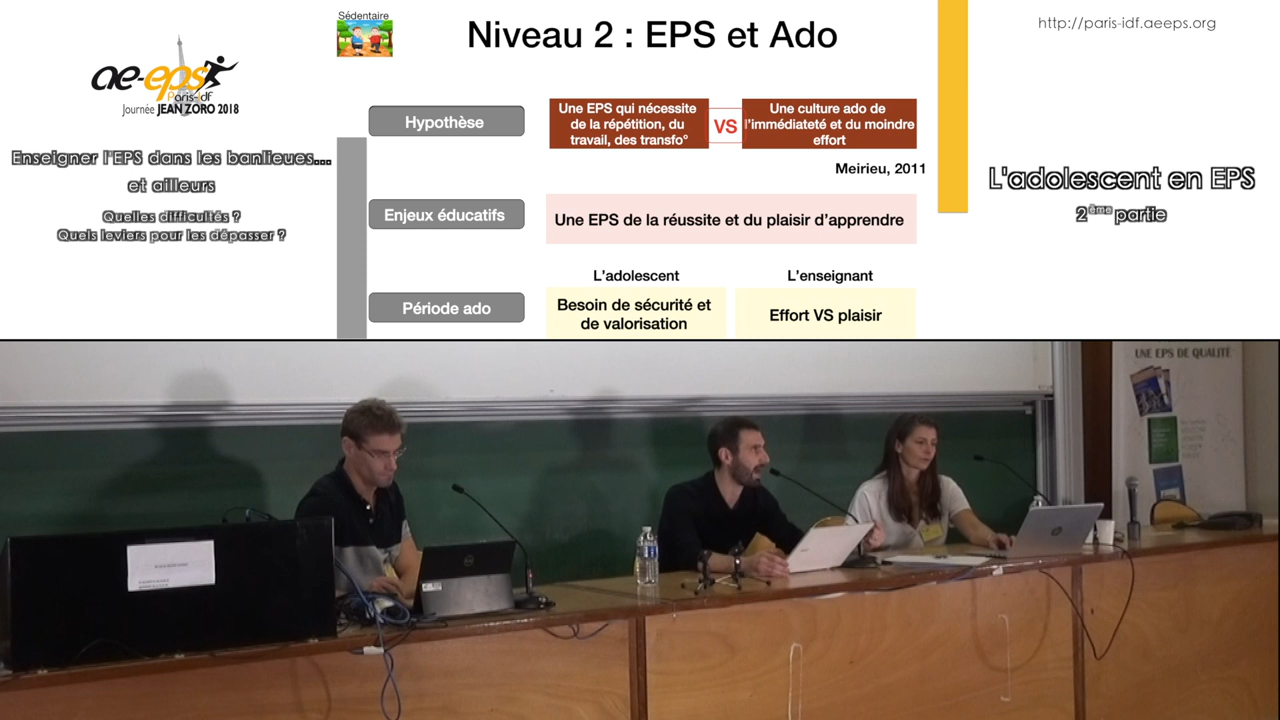 Sédentaire
Niveau 2 : EPS et Ado
http://paris-idf.aeeps.org
ae-eps
Paris-idf
Journée JEAN ZORO 2018
Enseigner l'EPS dans les banlieues...
et ailleurs
Quelles difficultés ?
Quels leviers pour les dépasser ?
Hypothèse
Une EPS qui nécessite
de la répétition, du
travail, des transfo°
VS
Une culture ado de
l'immédiateté et du moindre
effort
Meirieu, 2011
L'adolescent en EPS
2ème partie
Enjeux éducatifs
Une EPS de la réussite et du plaisir d'apprendre
L'adolescent
L'enseignant
Période ado
Besoin de sécurité et
de valorisation
Effort VS plaisir
UNE EPS DE QUALITÉ
DELL